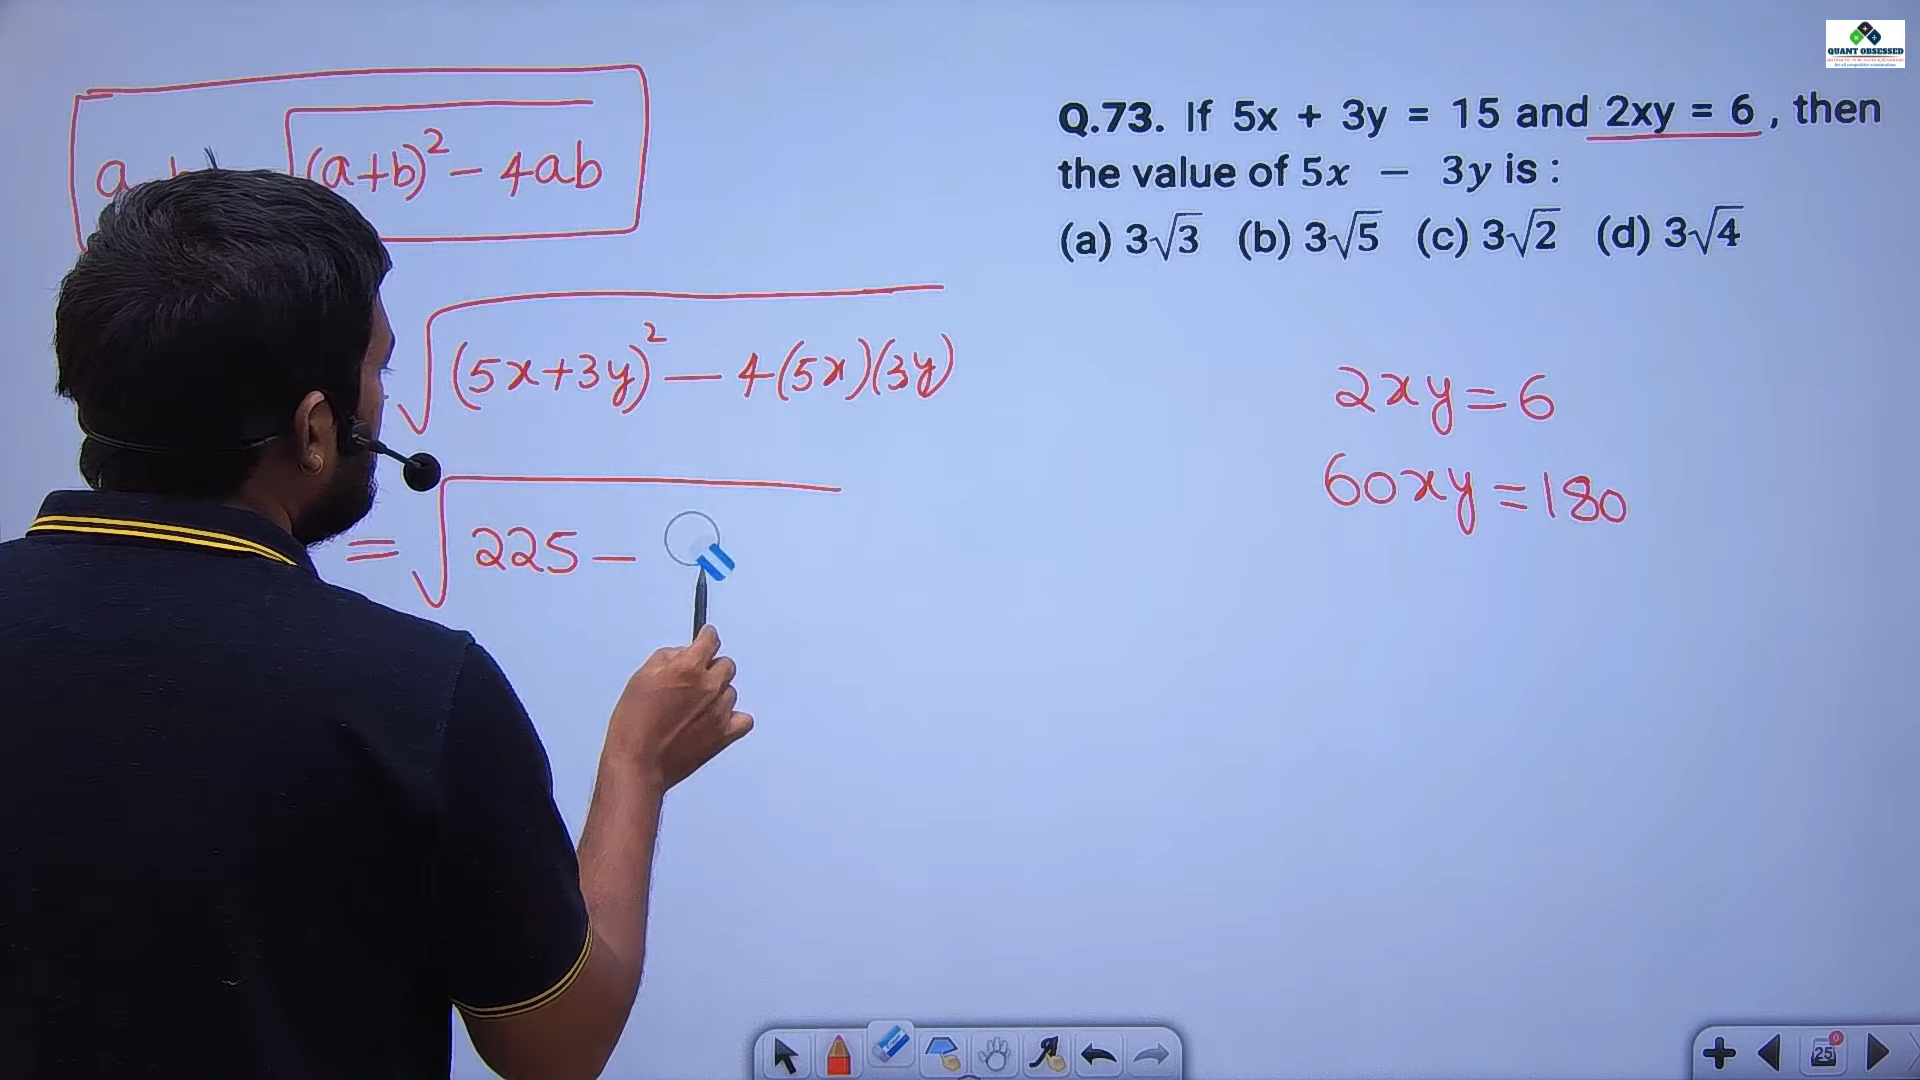 QUANT OBSESSED
Q.73. If 5x + 3y = 15 and 2xy = 6 , then
the value of 5x − 3y is :
(a) 3√3 (b) 3√5 (c) 3√2 (d) 3√4
√(a+b)² − 4ab
√(5x+3y)² − 4(5x)(3y)
= √225 −
2xy = 6
60xy = 180
25
0